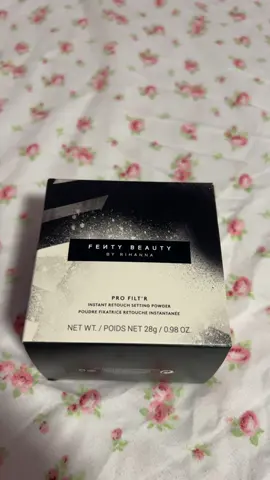 FEИTY BEAUTY
BY RIHANNA
PRO FILT'R
INSTANT RETOUCH SETTING POWDER
POUDRE FIXATRICE RETOUCHE INSTANTANÉE
NET WT. / POIDS NET 28g / 0.98 OZ.